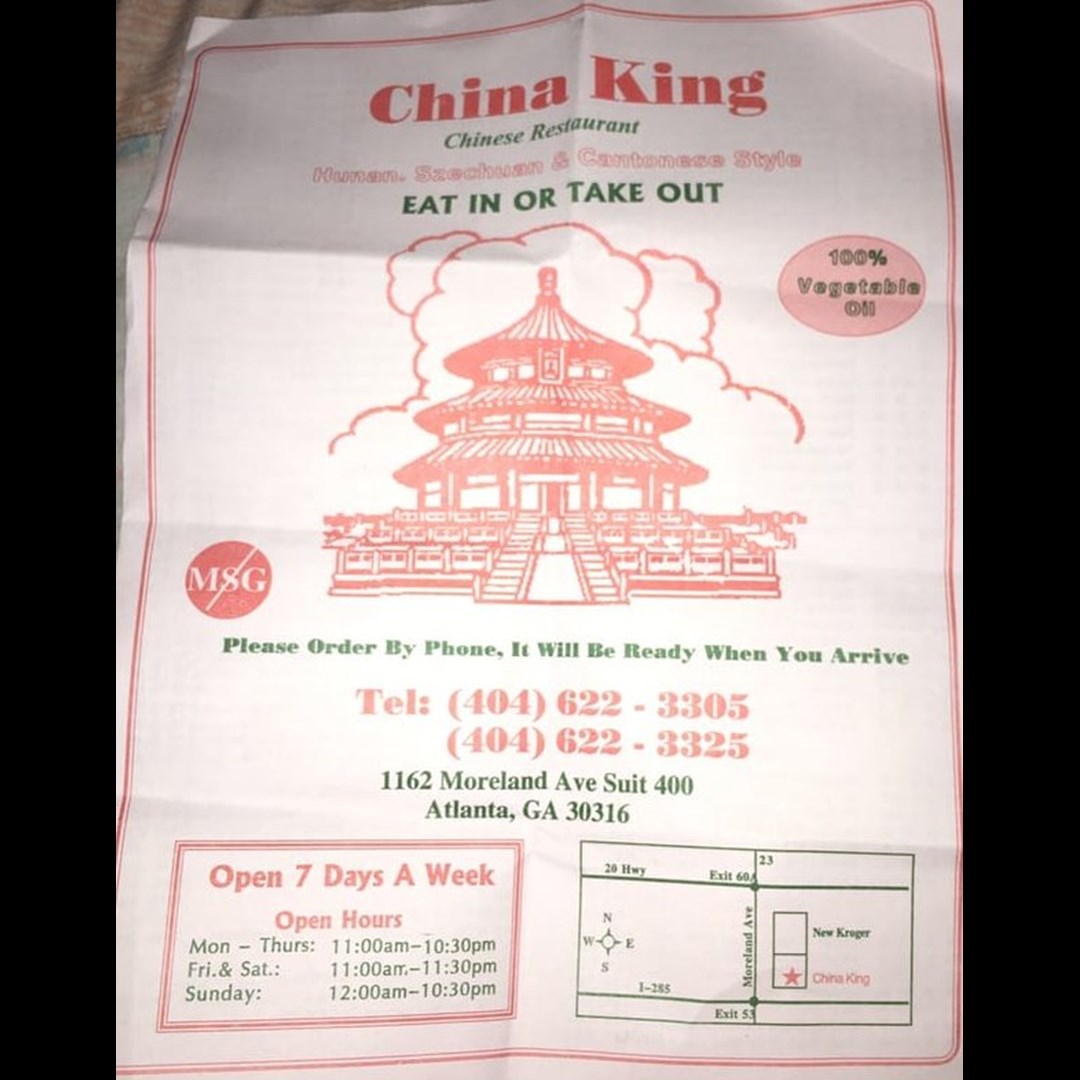 China King
Chinese Restaurant
Hunan. Szechuan & Cantonese Style
EAT IN OR TAKE OUT
100%
Vegetable
Oil
MSG
Please Order By Phone, It Will Be Ready When You Arrive
Tel: (404) 622 - 3305
(404) 622 - 3325
1162 Moreland Ave Suit 400
Atlanta, GA 30316
Open 7 Days A Week
Open Hours
Mon – Thurs: 11:00am–10:30pm
Fri.& Sat.: 11:00am.–11:30pm
Sunday: 12:00am–10:30pm
23
20 Hwy
Exit 60A
N
W E
S
Moreland Ave
New Kroger
China King
I-285
Exit 53